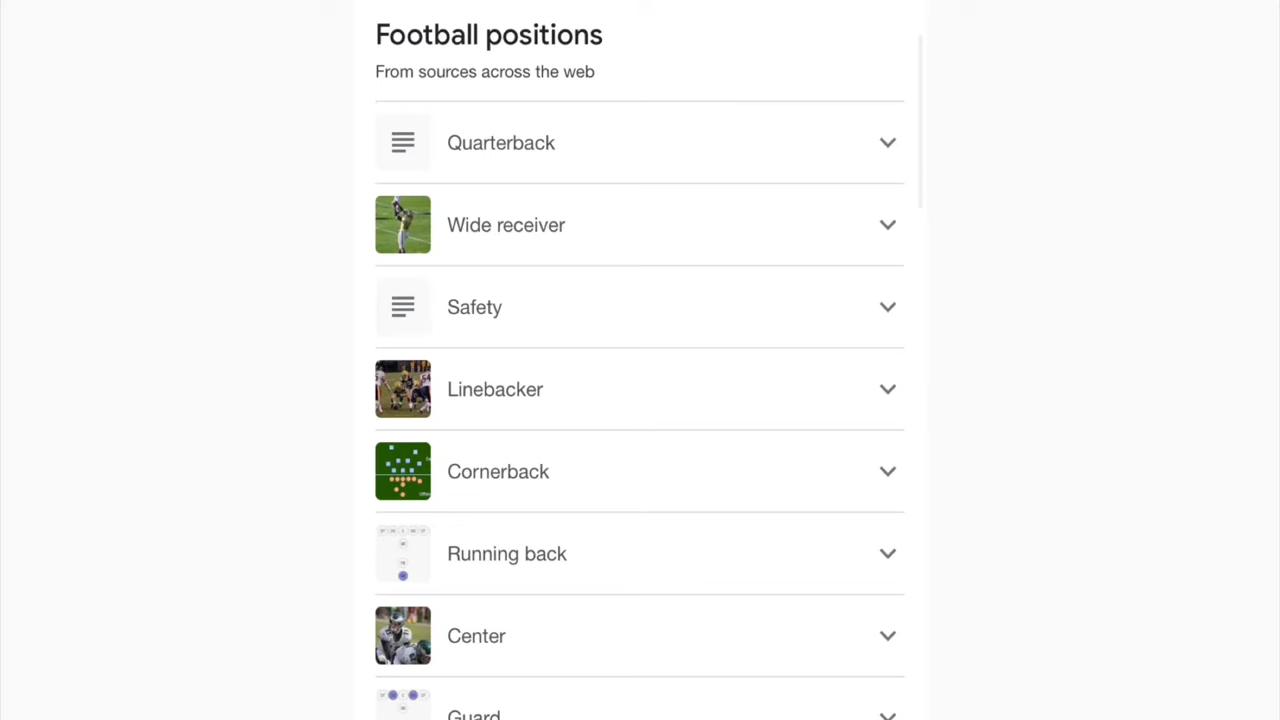 Football positions
From sources across the web
Quarterback
Wide receiver
Safety
Linebacker
Cornerback
Running back
Center
Guard